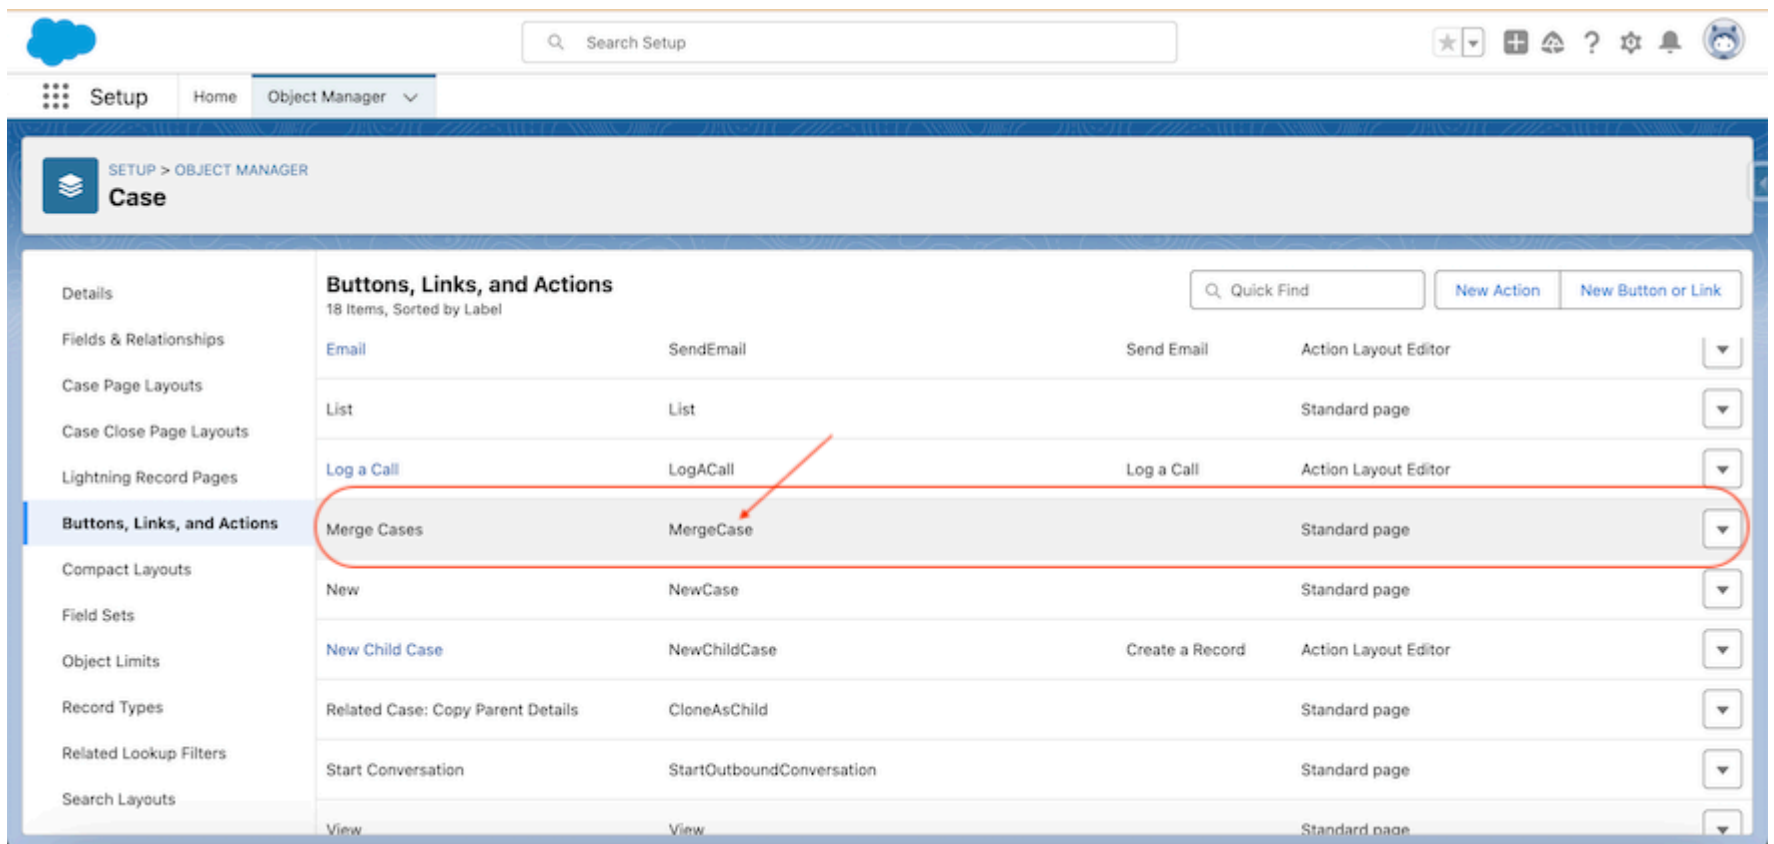 Search Setup
Setup
Home
Object Manager
SETUP > OBJECT MANAGER
Case
Details
Fields & Relationships
Case Page Layouts
Case Close Page Layouts
Lightning Record Pages
Buttons, Links, and Actions
Compact Layouts
Field Sets
Object Limits
Record Types
Related Lookup Filters
Search Layouts
Buttons, Links, and Actions
18 Items, Sorted by Label
Quick Find
New Action
New Button or Link
Email SendEmail Send Email Action Layout Editor
List List Standard page
Log a Call LogACall Log a Call Action Layout Editor
Merge Cases MergeCase Standard page
New NewCase Standard page
New Child Case NewChildCase Create a Record Action Layout Editor
Related Case: Copy Parent Details CloneAsChild Standard page
Start Conversation StartOutboundConversation Standard page
View View Standard page